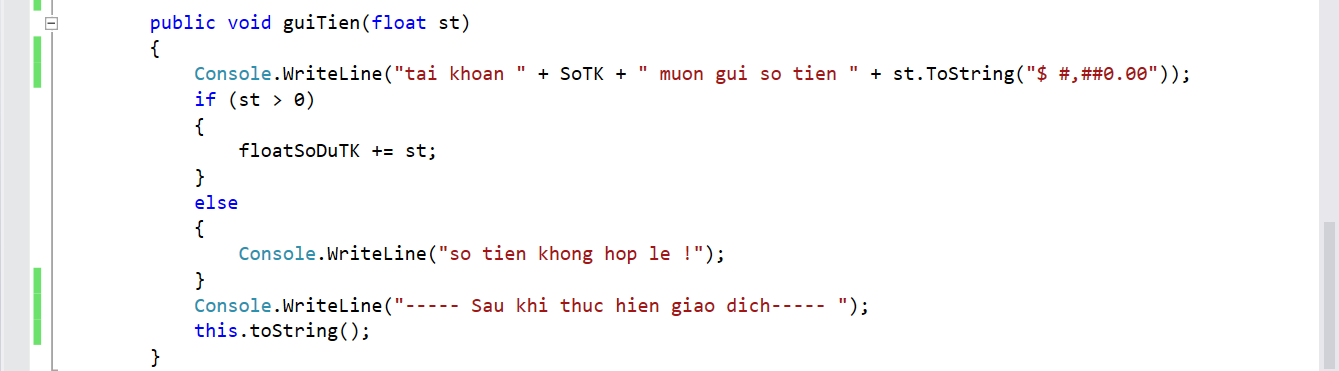 public void guiTien(float st)
{
Console.WriteLine("tai khoan " + SoTK + " muon gui so tien " + st.ToString("$ #,##0.00"));
if (st > 0)
{
floatSoDuTK += st;
}
else
{
Console.WriteLine("so tien khong hop le !");
}
Console.WriteLine("----- Sau khi thuc hien giao dich----- ");
this.toString();
}